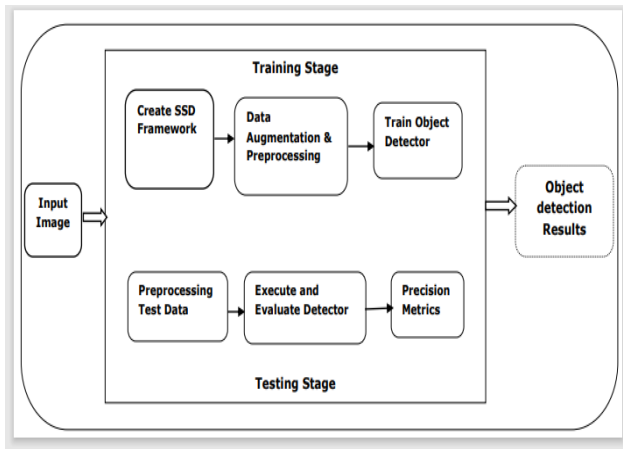 Training Stage
Create SSD
Framework
Data
Augmentation &
Preprocessing
Train Object
Detector
Input
Image
Object
detection
Results
Preprocessing
Test Data
Execute and
Evaluate Detector
Precision
Metrics
Testing Stage